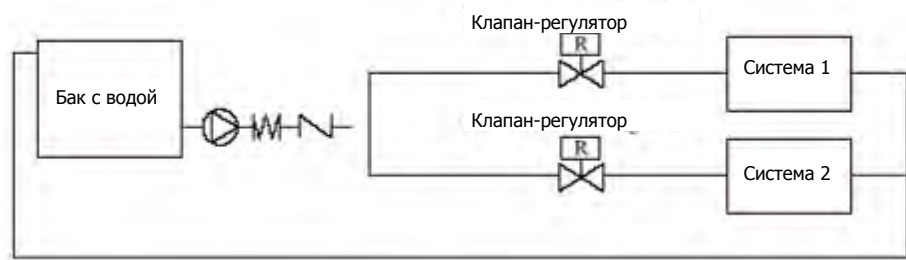 Клапан-регулятор
R
Бак с водой
Система 1
Клапан-регулятор
R
Система 2